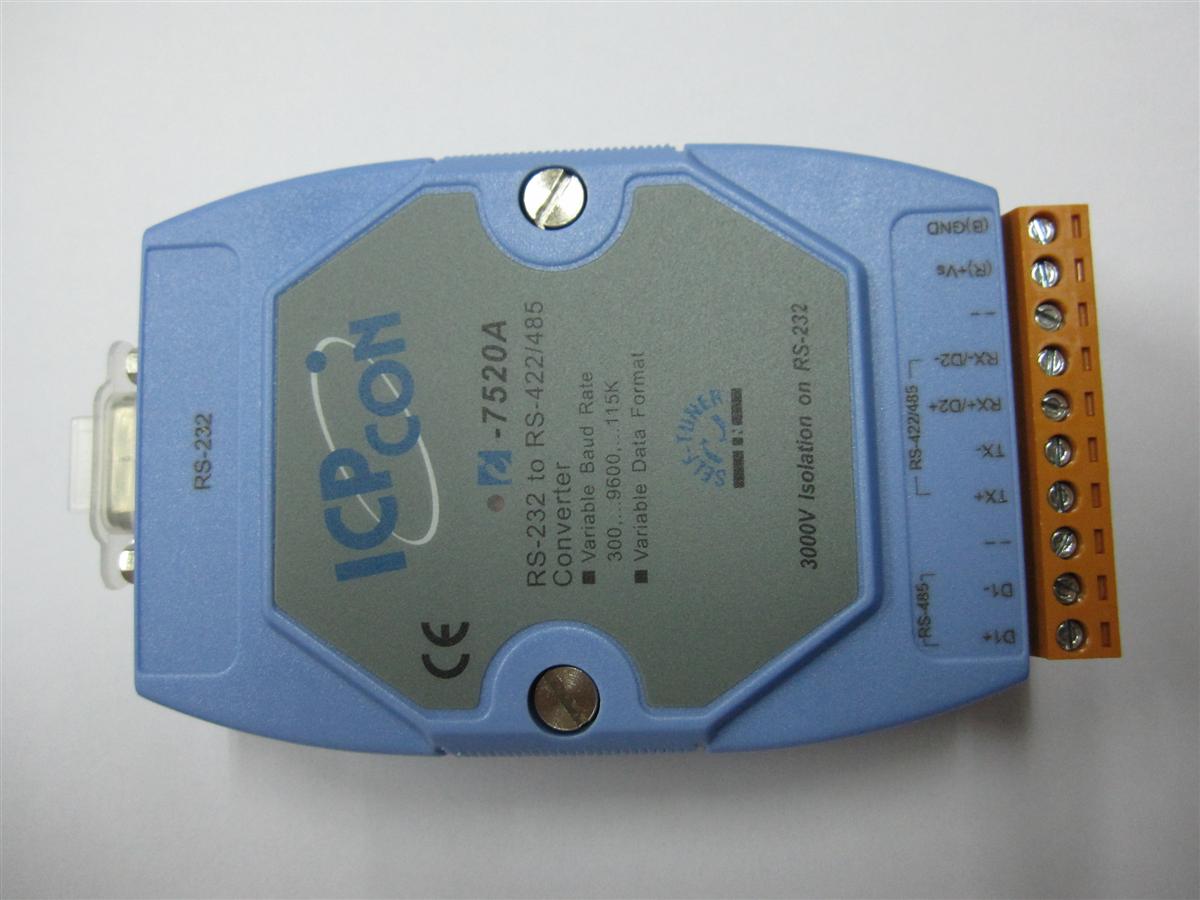 RS-232
ICP
CON
CE
-7520A
RS-232 to RS-422/485
Converter
■ Variable Baud Rate
300,...9600,...115K
■ Variable Data Format
SELF-TUNER
3000V Isolation on RS-232
RS-485
RS-422/485
D1+
D1-
--
TX+
TX-
RX+/D2+
RX-/D2-
--
(R)+Vs
(B)GND